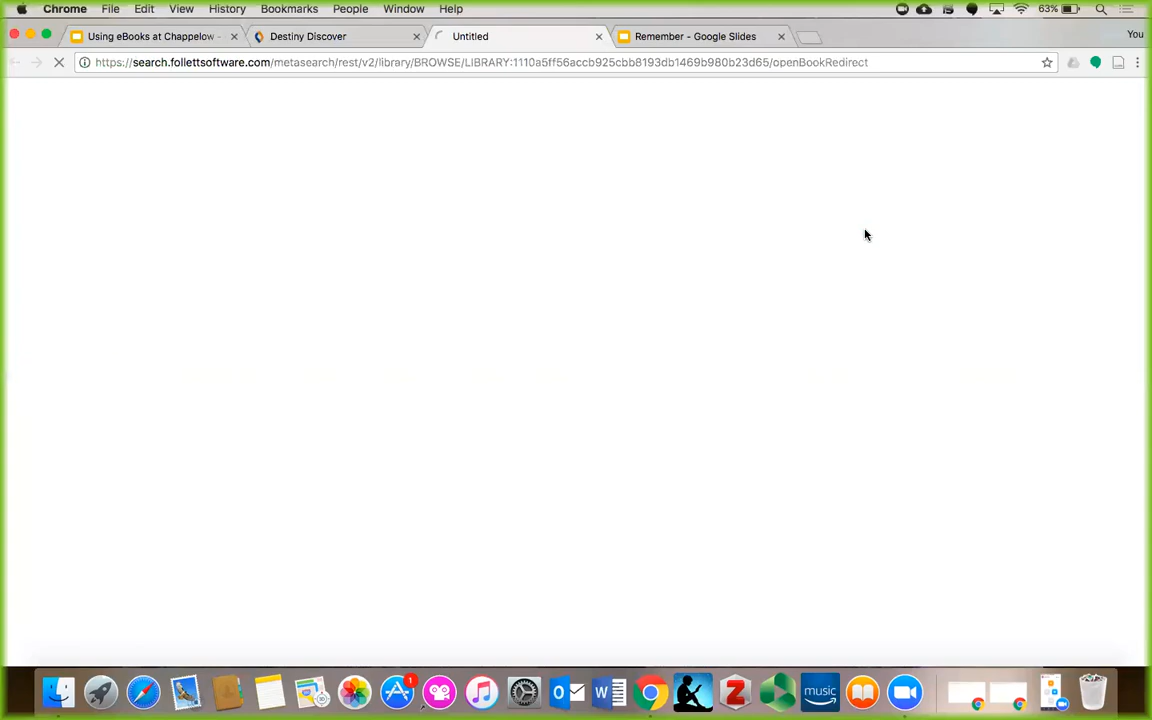 Chrome File Edit View History Bookmarks People Window Help 63%
Using eBooks at Chappelow - Destiny Discover Untitled Remember - Google Slides You
https://search.follettsoftware.com/metasearch/rest/v2/library/BROWSE/LIBRARY:1110a5ff56accb925cbb8193db1469b980b23d65/openBookRedirect
1
music